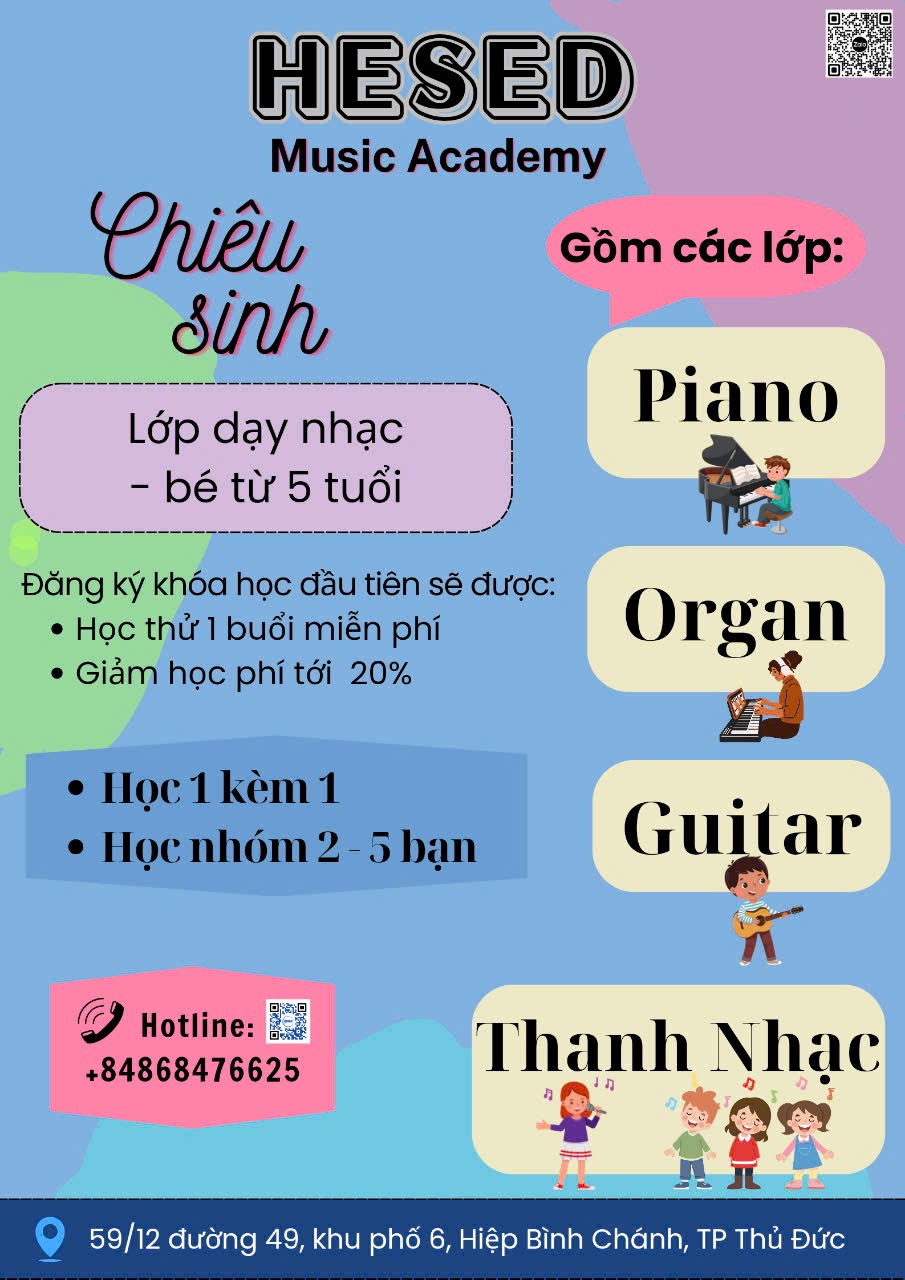 HESED
Music Academy
Chiêu
sinh
Lớp dạy nhạc
- bé từ 5 tuổi
Đăng ký khóa học đầu tiên sẽ được:
• Học thử 1 buổi miễn phí
• Giảm học phí tới 20%
• Học 1 kèm 1
• Học nhóm 2 - 5 bạn
Gồm các lớp:
Piano
Organ
Guitar
Thanh Nhạc
Hotline:
+84868476625
59/12 đường 49, khu phố 6, Hiệp Bình Chánh, TP Thủ Đức
Zalo